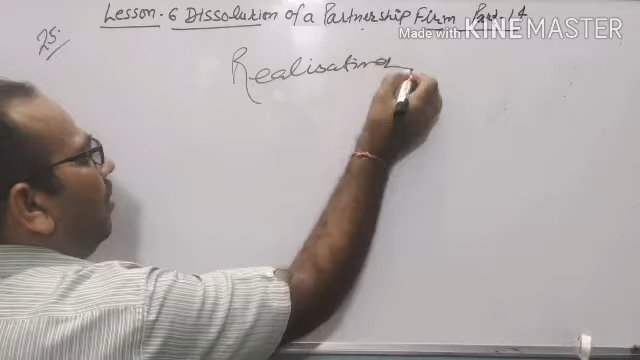 Lesson. 6 Dissolution of a Partnership Firm Part. 14
Made with KINEMASTER
25.
Realisation